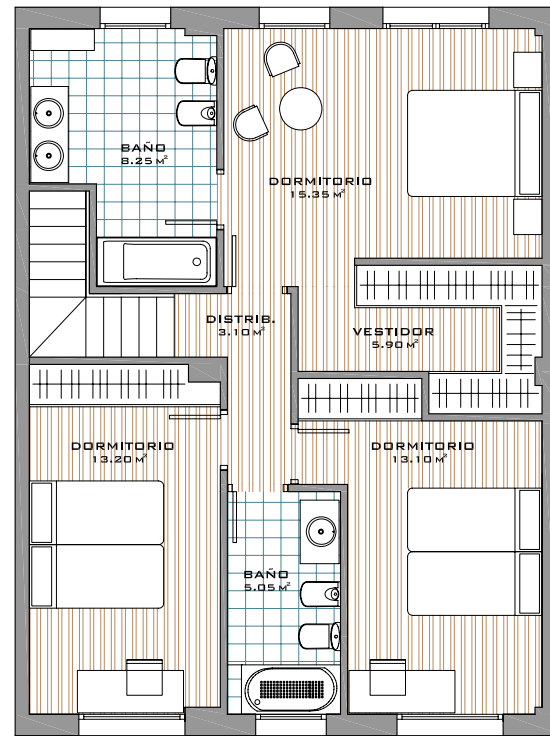 BAÑO
8.25 M²
DORMITORIO
15.35 M²
DISTRIB.
3.10 M²
VESTIDOR
5.90 M²
DORMITORIO
13.20 M²
DORMITORIO
13.10 M²
BAÑO
5.05 M²